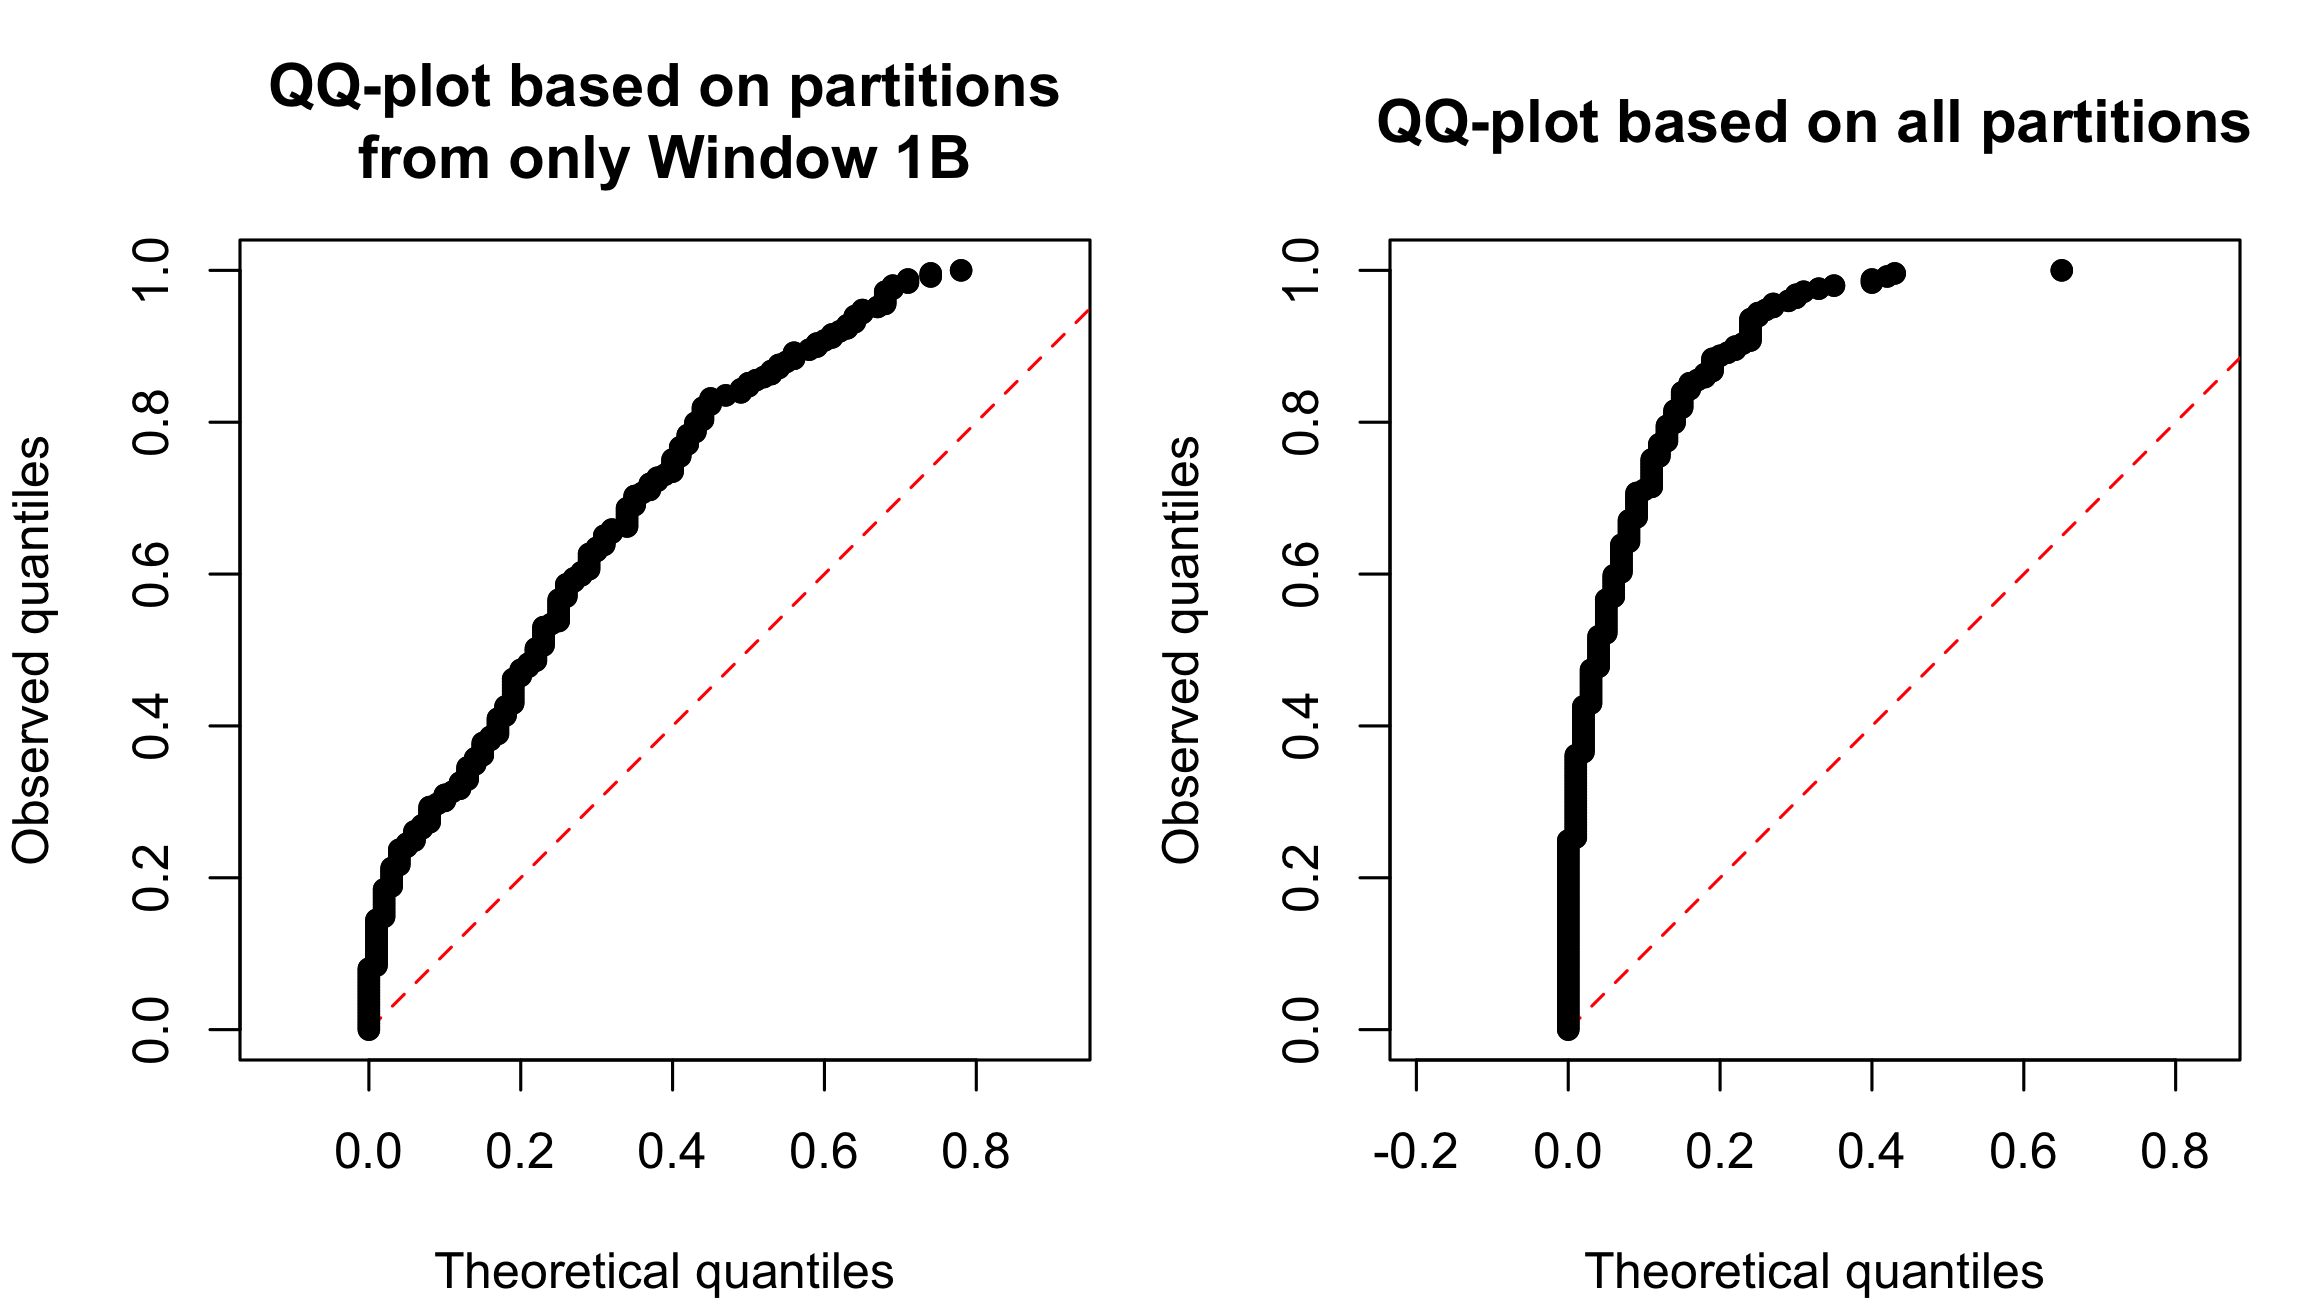 QQ-plot based on partitions
from only Window 1B
Observed quantiles
1.0
0.8
0.6
0.4
0.2
0.0
0.0 0.2 0.4 0.6 0.8
Theoretical quantiles
QQ-plot based on all partitions
Observed quantiles
1.0
0.8
0.6
0.4
0.2
0.0
-0.2 0.0 0.2 0.4 0.6 0.8
Theoretical quantiles